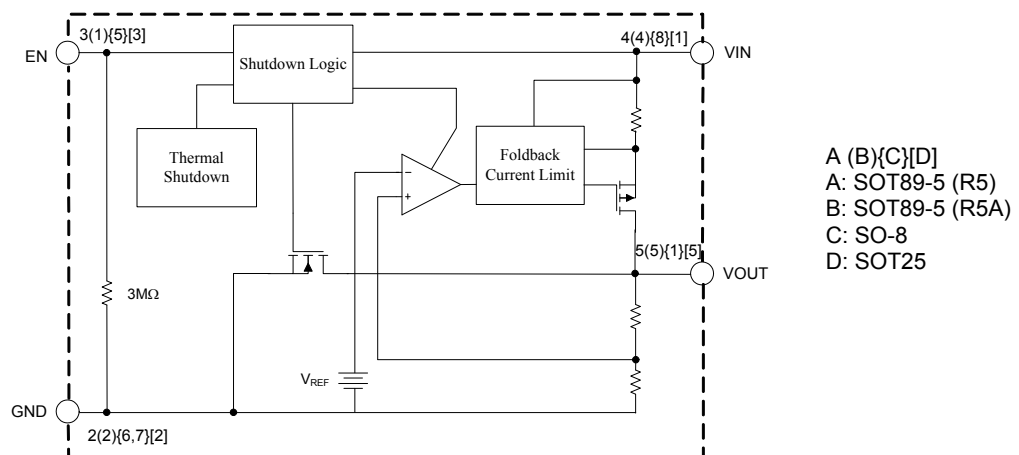 3(1){5}[3]
4(4){8}[1]
EN
VIN
Shutdown Logic
Thermal
Shutdown
Foldback
Current Limit
−
+
A (B){C}[D]
A: SOT89-5 (R5)
B: SOT89-5 (R5A)
C: SO-8
D: SOT25
5(5){1}[5]
VOUT
3MΩ
VREF
GND
2(2){6,7}[2]